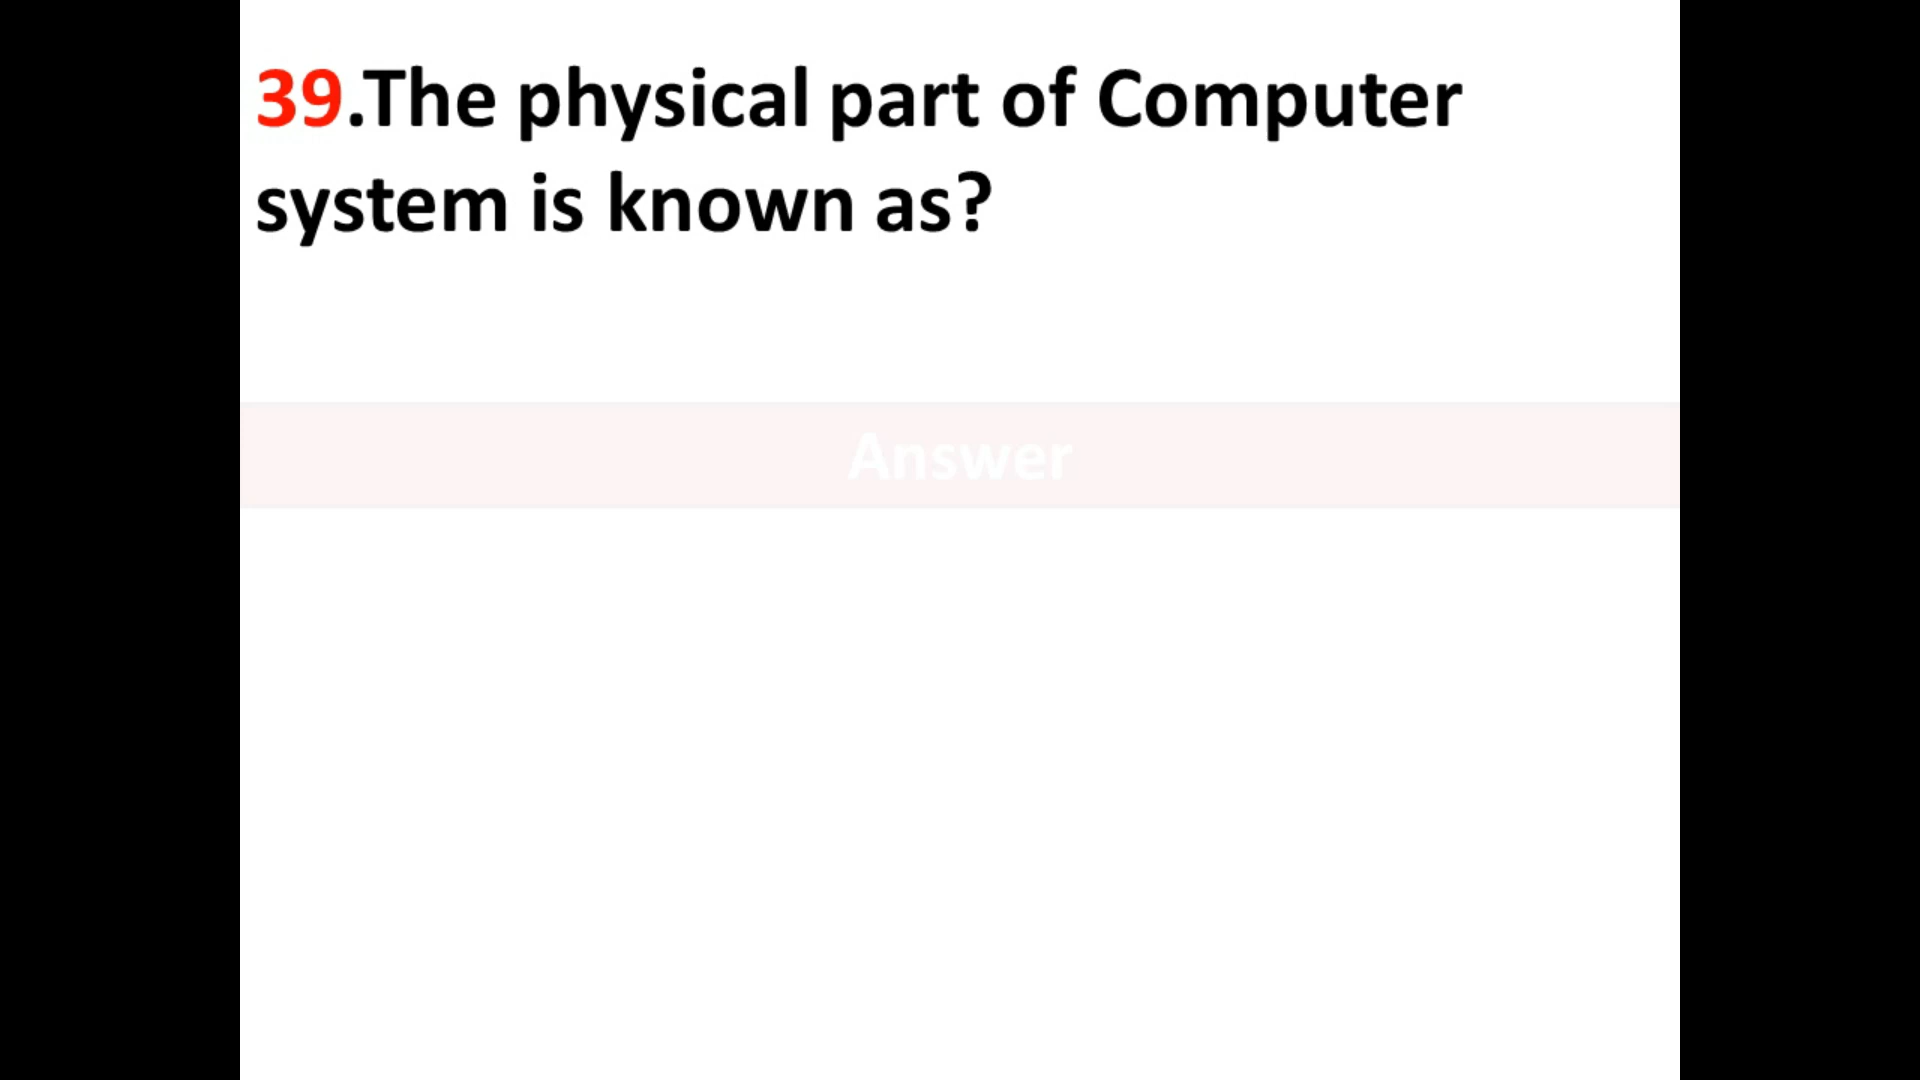 39.The physical part of Computer
system is known as?
Answer